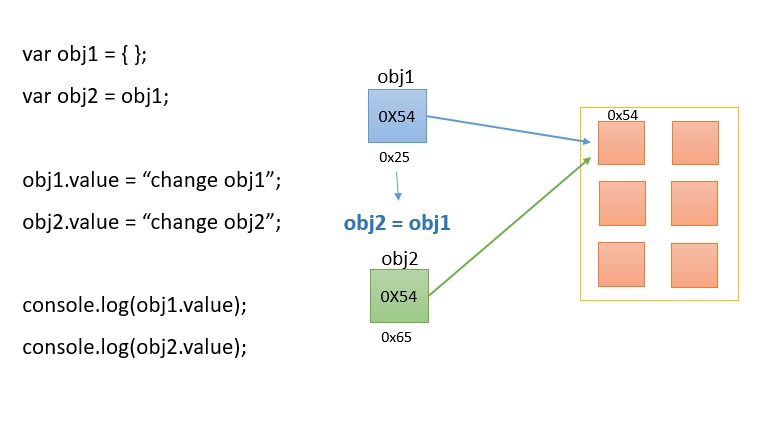 var obj1 = { };
var obj2 = obj1;
obj1.value = “change obj1”;
obj2.value = “change obj2”;
console.log(obj1.value);
console.log(obj2.value);
obj1
0X54
0x25
obj2 = obj1
obj2
0X54
0x65
0x54